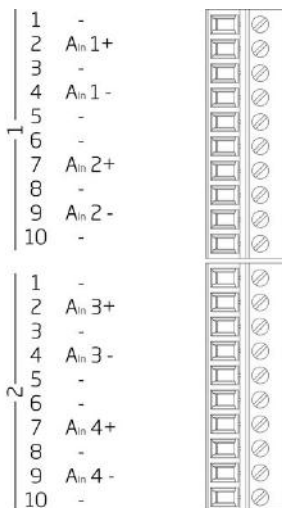 1
1 -
2 Ain 1+
3 -
4 Ain 1 -
5 -
6 -
7 Ain 2+
8 -
9 Ain 2 -
10 -
2
1 -
2 Ain 3+
3 -
4 Ain 3 -
5 -
6 -
7 Ain 4+
8 -
9 Ain 4 -
10 -